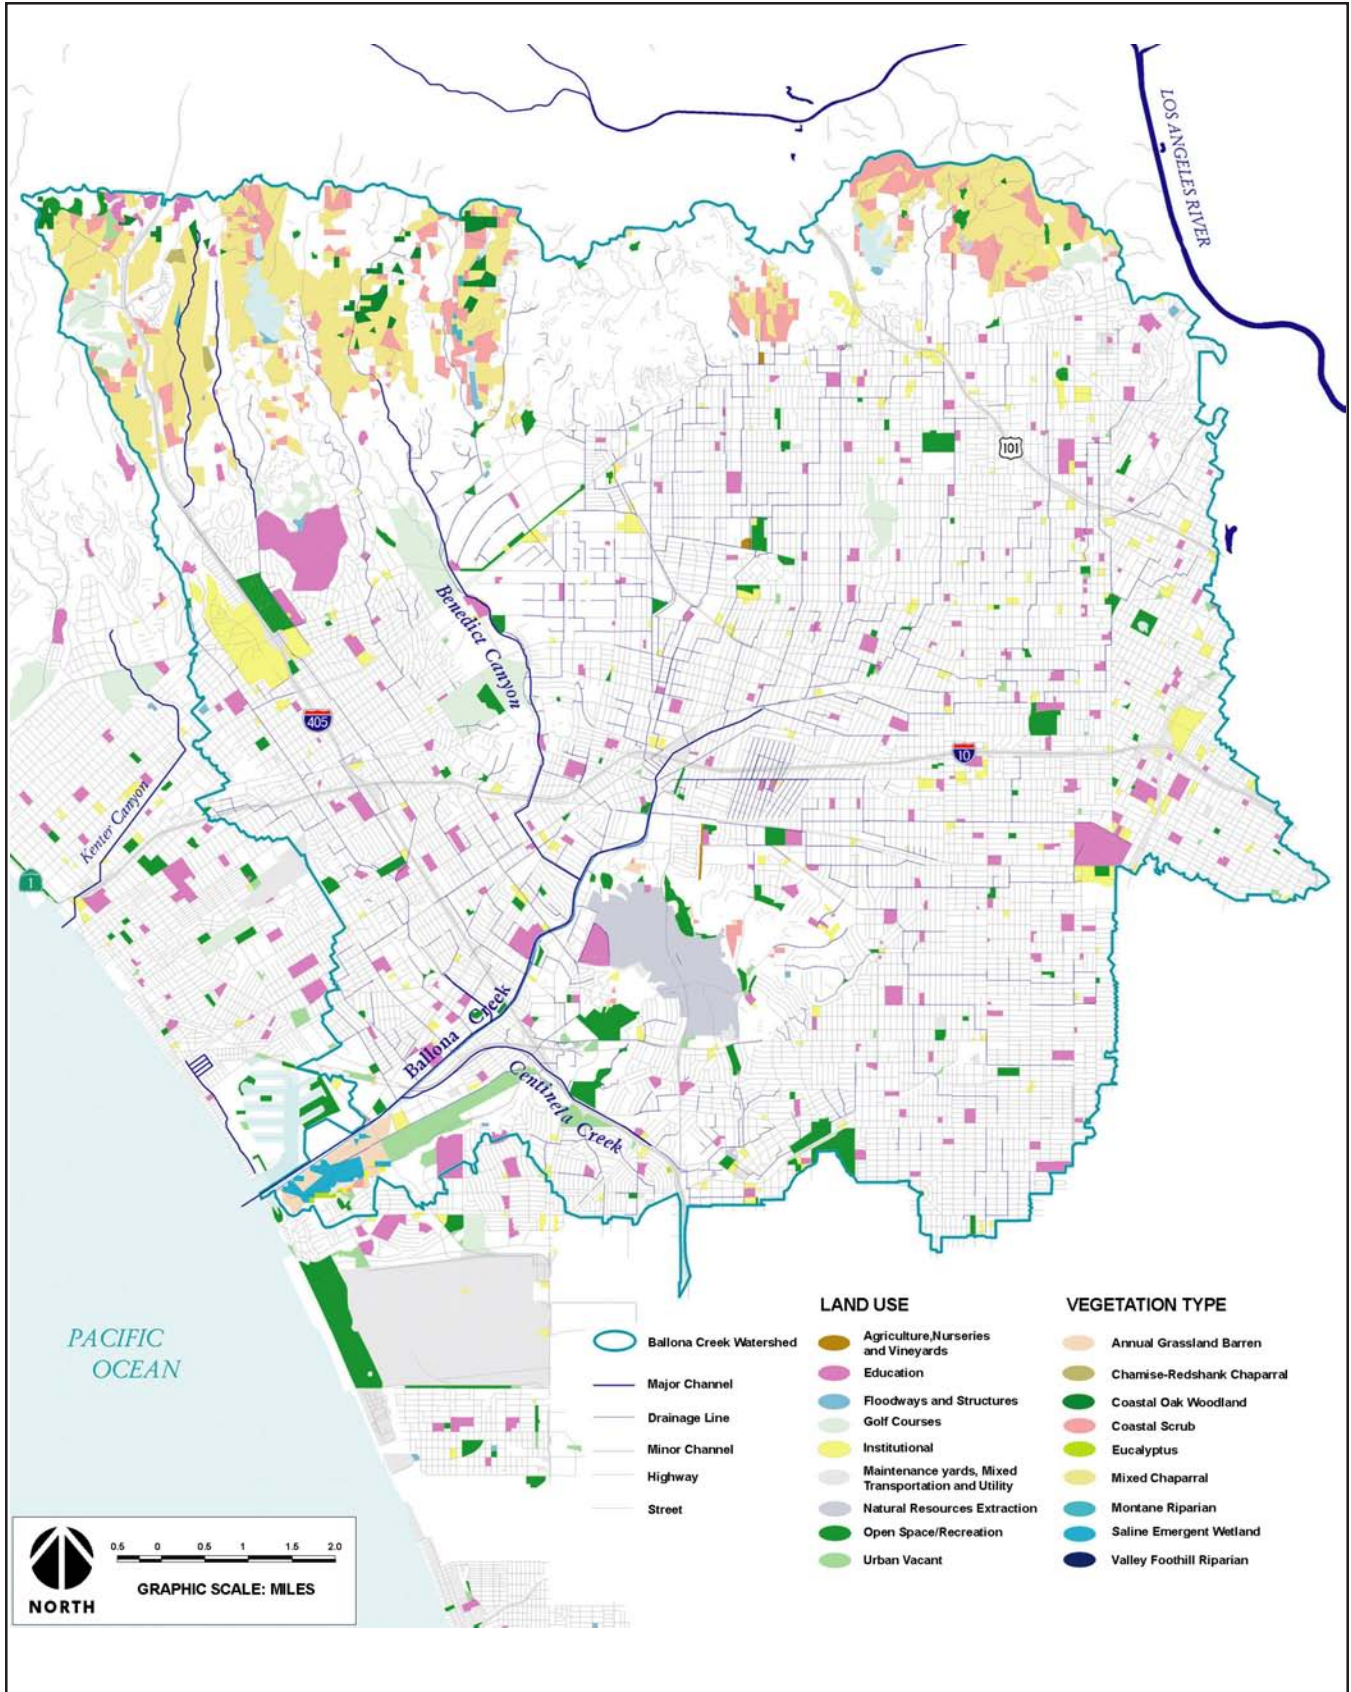 LOS ANGELES RIVER
101
Benedict Canyon
405
10
Kenter Canyon
1
Ballona Creek
Centinela Creek
PACIFIC
OCEAN
Ballona Creek Watershed
Major Channel
Drainage Line
Minor Channel
Highway
Street
LAND USE
Agriculture,Nurseries
and Vineyards
Education
Floodways and Structures
Golf Courses
Institutional
Maintenance yards, Mixed
Transportation and Utility
Natural Resources Extraction
Open Space/Recreation
Urban Vacant
VEGETATION TYPE
Annual Grassland Barren
Chamise-Redshank Chaparral
Coastal Oak Woodland
Coastal Scrub
Eucalyptus
Mixed Chaparral
Montane Riparian
Saline Emergent Wetland
Valley Foothill Riparian
0.5 0 0.5 1 1.5 2.0
GRAPHIC SCALE: MILES
NORTH